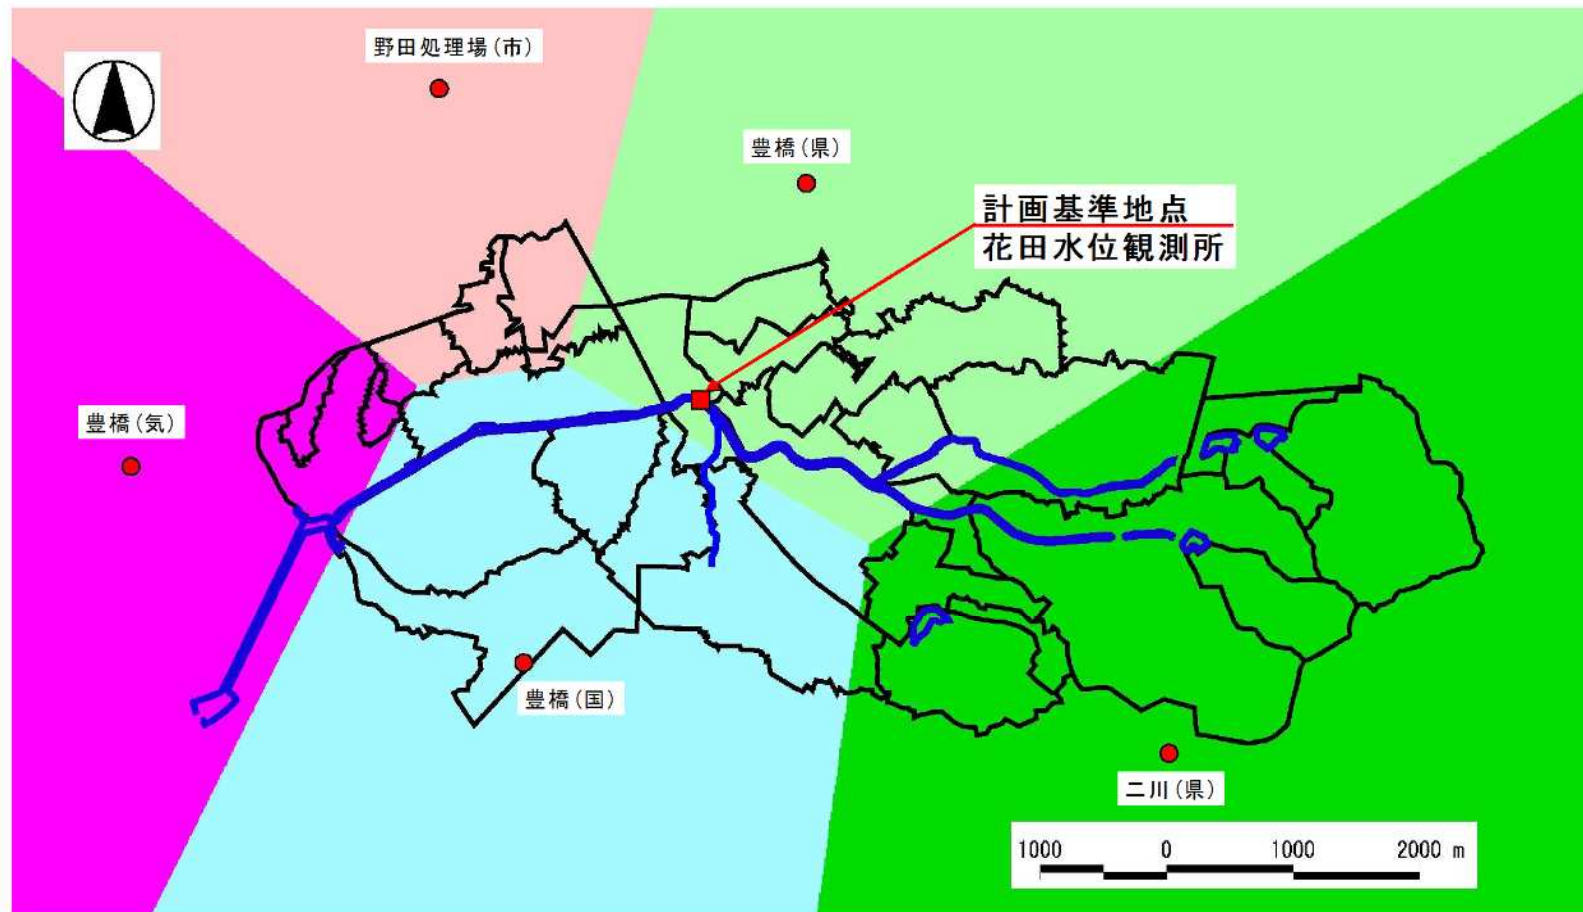 野田処理場(市)
豊橋(県)
計画基準地点
花田水位観測所
豊橋(気)
豊橋(国)
二川(県)
1000 0 1000 2000 m